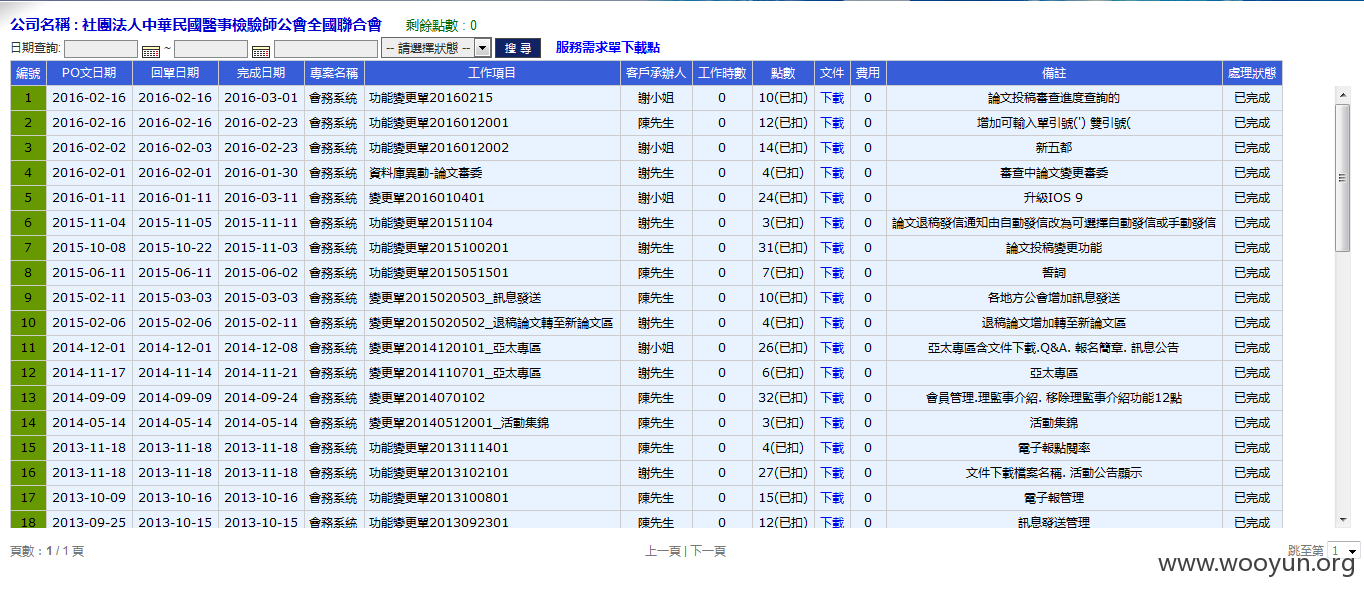 公司名稱 : 社團法人中華民國醫事檢驗師公會全國聯合會 剩餘點數 : 0
日期查詢: ~ -- 請選擇狀態 -- 搜 尋 服務需求單下載點
編號 PO文日期 回單日期 完成日期 專案名稱 工作項目 客戶承辦人 工作時數 點數 文件 費用 備註 處理狀態
1 2016-02-16 2016-02-16 2016-03-01 會務系统 功能變更單20160215 謝小姐 0 10(已扣) 下載 0 論文投稿審查進度查詢的 已完成
2 2016-02-16 2016-02-16 2016-02-23 會務系统 功能變更單2016012001 陳先生 0 12(已扣) 下載 0 增加可輸入單引號(') 雙引號( 已完成
3 2016-02-02 2016-02-03 2016-02-23 會務系统 功能變更單2016012002 謝小姐 0 14(已扣) 下載 0 新五都 已完成
4 2016-02-01 2016-02-01 2016-01-30 會務系统 資料庫異動-論文審委 謝先生 0 4(已扣) 下載 0 審查中論文變更審委 已完成
5 2016-01-11 2016-01-11 2016-03-11 會務系统 變更單2016010401 謝小姐 0 24(已扣) 下載 0 升級IOS 9 已完成
6 2015-11-04 2015-11-05 2015-11-11 會務系统 功能變更單20151104 謝先生 0 3(已扣) 下載 0 論文退稿發信通知由自動發信改為可選擇自動發信或手動發信 已完成
7 2015-10-08 2015-10-22 2015-11-03 會務系统 功能變更單2015100201 謝先生 0 31(已扣) 下載 0 論文投稿變更功能 已完成
8 2015-06-11 2015-06-11 2015-06-02 會務系统 功能變更單2015051501 陳先生 0 7(已扣) 下載 0 誓詞 已完成
9 2015-02-11 2015-03-03 2015-03-03 會務系统 變更單2015020503_訊息發送 陳先生 0 10(已扣) 下載 0 各地方公會增加訊息發送 已完成
10 2015-02-06 2015-02-06 2015-02-11 會務系统 變更單2015020502_退稿論文轉至新論文區 謝先生 0 4(已扣) 下載 0 退稿論文增加轉至新論文區 已完成
11 2014-12-01 2014-12-01 2014-12-08 會務系统 變更單2014120101_亞太專區 謝小姐 0 26(已扣) 下載 0 亞太專區含文件下載.Q&A. 報名簡章. 訊息公告 已完成
12 2014-11-17 2014-11-14 2014-11-21 會務系统 變更單2014110701_亞太專區 謝先生 0 6(已扣) 下載 0 亞太專區 已完成
13 2014-09-09 2014-09-09 2014-09-24 會務系统 變更單2014070102 陳先生 0 32(已扣) 下載 0 會員管理.理監事介紹. 移除理監事介紹功能12點 已完成
14 2014-05-14 2014-05-14 2014-05-14 會務系统 變更單20140512001_活動集錦 陳先生 0 3(已扣) 下載 0 活動集錦 已完成
15 2013-11-18 2013-11-18 2013-11-18 會務系统 功能變更單2013111401 陳先生 0 4(已扣) 下載 0 電子報點閱率 已完成
16 2013-11-18 2013-11-18 2013-11-18 會務系统 功能變更單2013102101 謝先生 0 27(已扣) 下載 0 文件下載檔案名稱. 活動公告顯示 已完成
17 2013-10-09 2013-10-16 2013-10-16 會務系统 功能變更單2013100801 陳先生 0 15(已扣) 下載 0 電子報管理 已完成
18 2013-09-25 2013-10-15 2013-10-15 會務系统 功能變更單2013092301 陳先生 0 12(已扣) 下載 0 訊息發送管理 已完成
頁數 : 1 / 1 頁 上一頁 | 下一頁 跳至第 1
www.wooyun.org